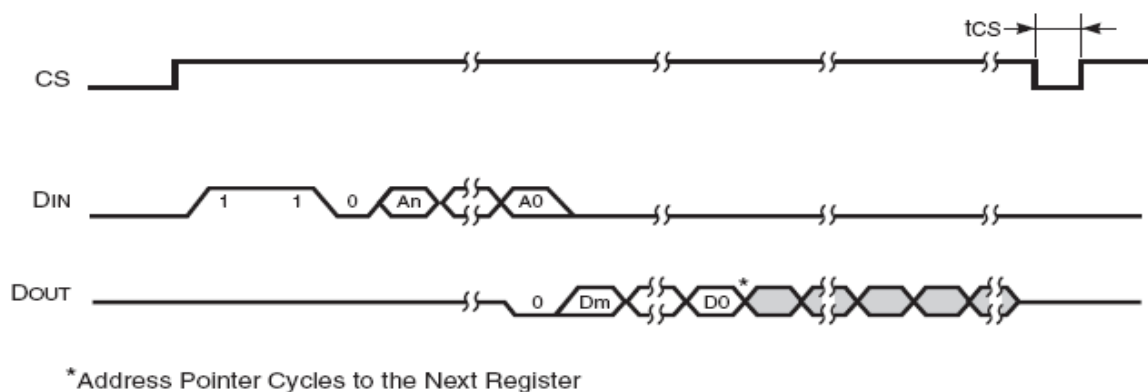 tCS
CS
DIN
1 1 0 An A0
DOUT
0 Dm D0 *
*Address Pointer Cycles to the Next Register